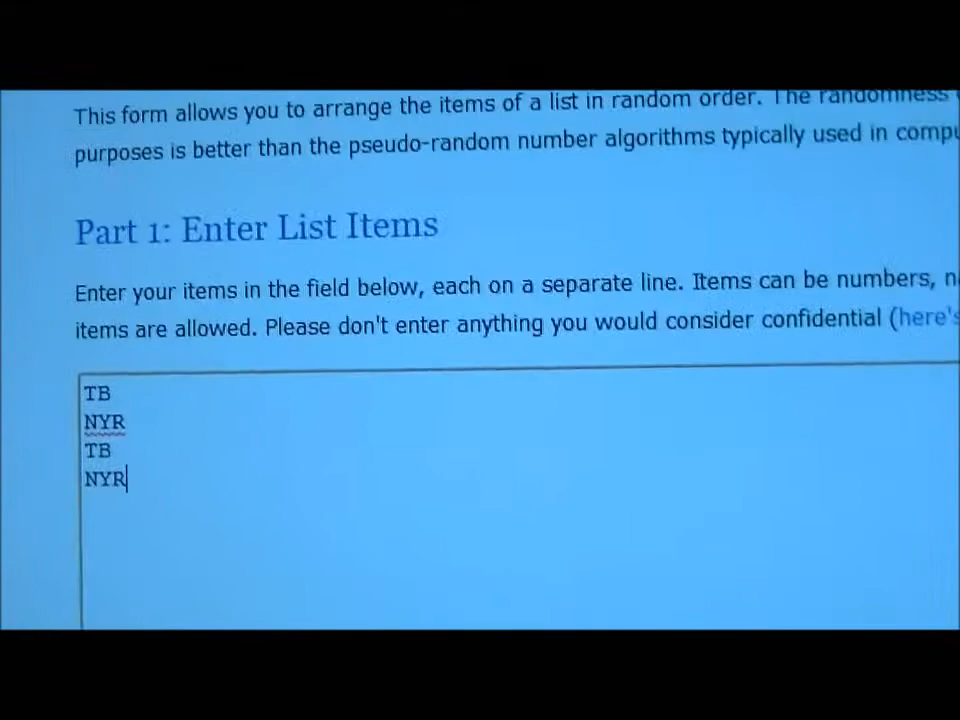 This form allows you to arrange the items of a list in random order. The randomness
purposes is better than the pseudo-random number algorithms typically used in
Part 1: Enter List Items
Enter your items in the field below, each on a separate line. Items can be numbers,
items are allowed. Please don't enter anything you would consider confidential (here's
TB
NYR
TB
NYR